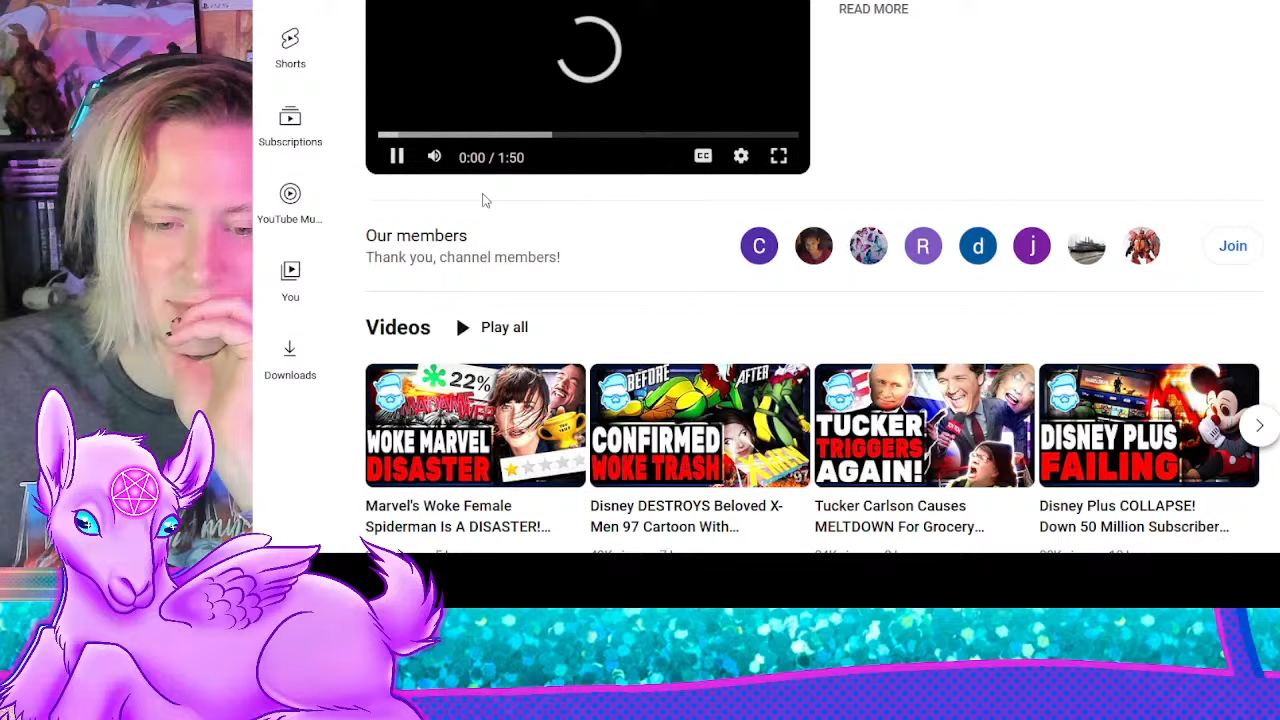 READ MORE
Shorts
0:00 / 1:50
CC
Subscriptions
YouTube Mu...
Our members
Thank you, channel members!
C
R
d
j
Join
You
Videos
Play all
Downloads
22%
WOKE MARVEL
DISASTER
BEFORE
AFTER
CONFIRMED
WOKE TRASH
X-MEN
'97
TUCKER
TRIGGERS
AGAIN!
DISNEY PLUS
FAILING
Marvel's Woke Female
Spiderman Is A DISASTER!...
Disney DESTROYS Beloved X-
Men 97 Cartoon With...
Tucker Carlson Causes
MELTDOWN For Grocery...
Disney Plus COLLAPSE!
Down 50 Million Subscriber...